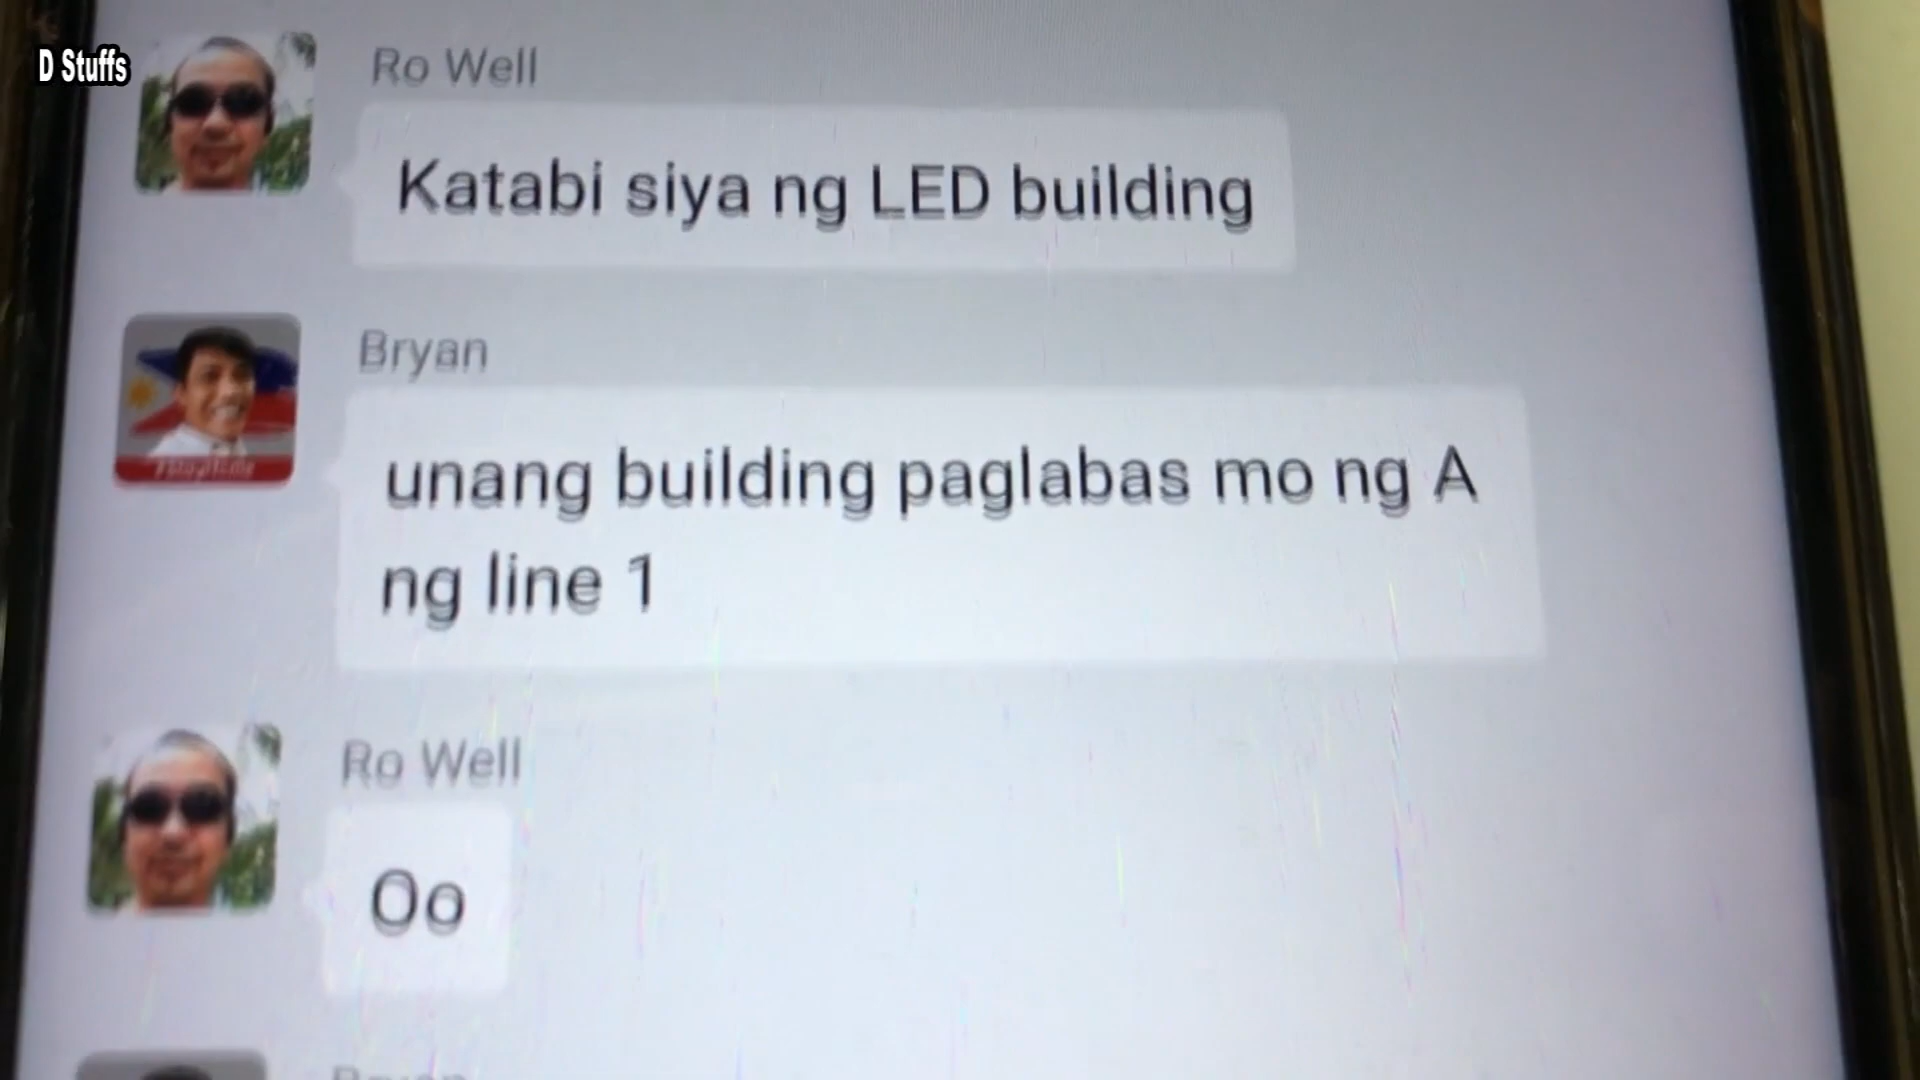 D Stuffs
Ro Well
Katabi siya ng LED building
Bryan
unang building paglabas mo ng A
ng line 1
Ro Well
Oo
Bryan